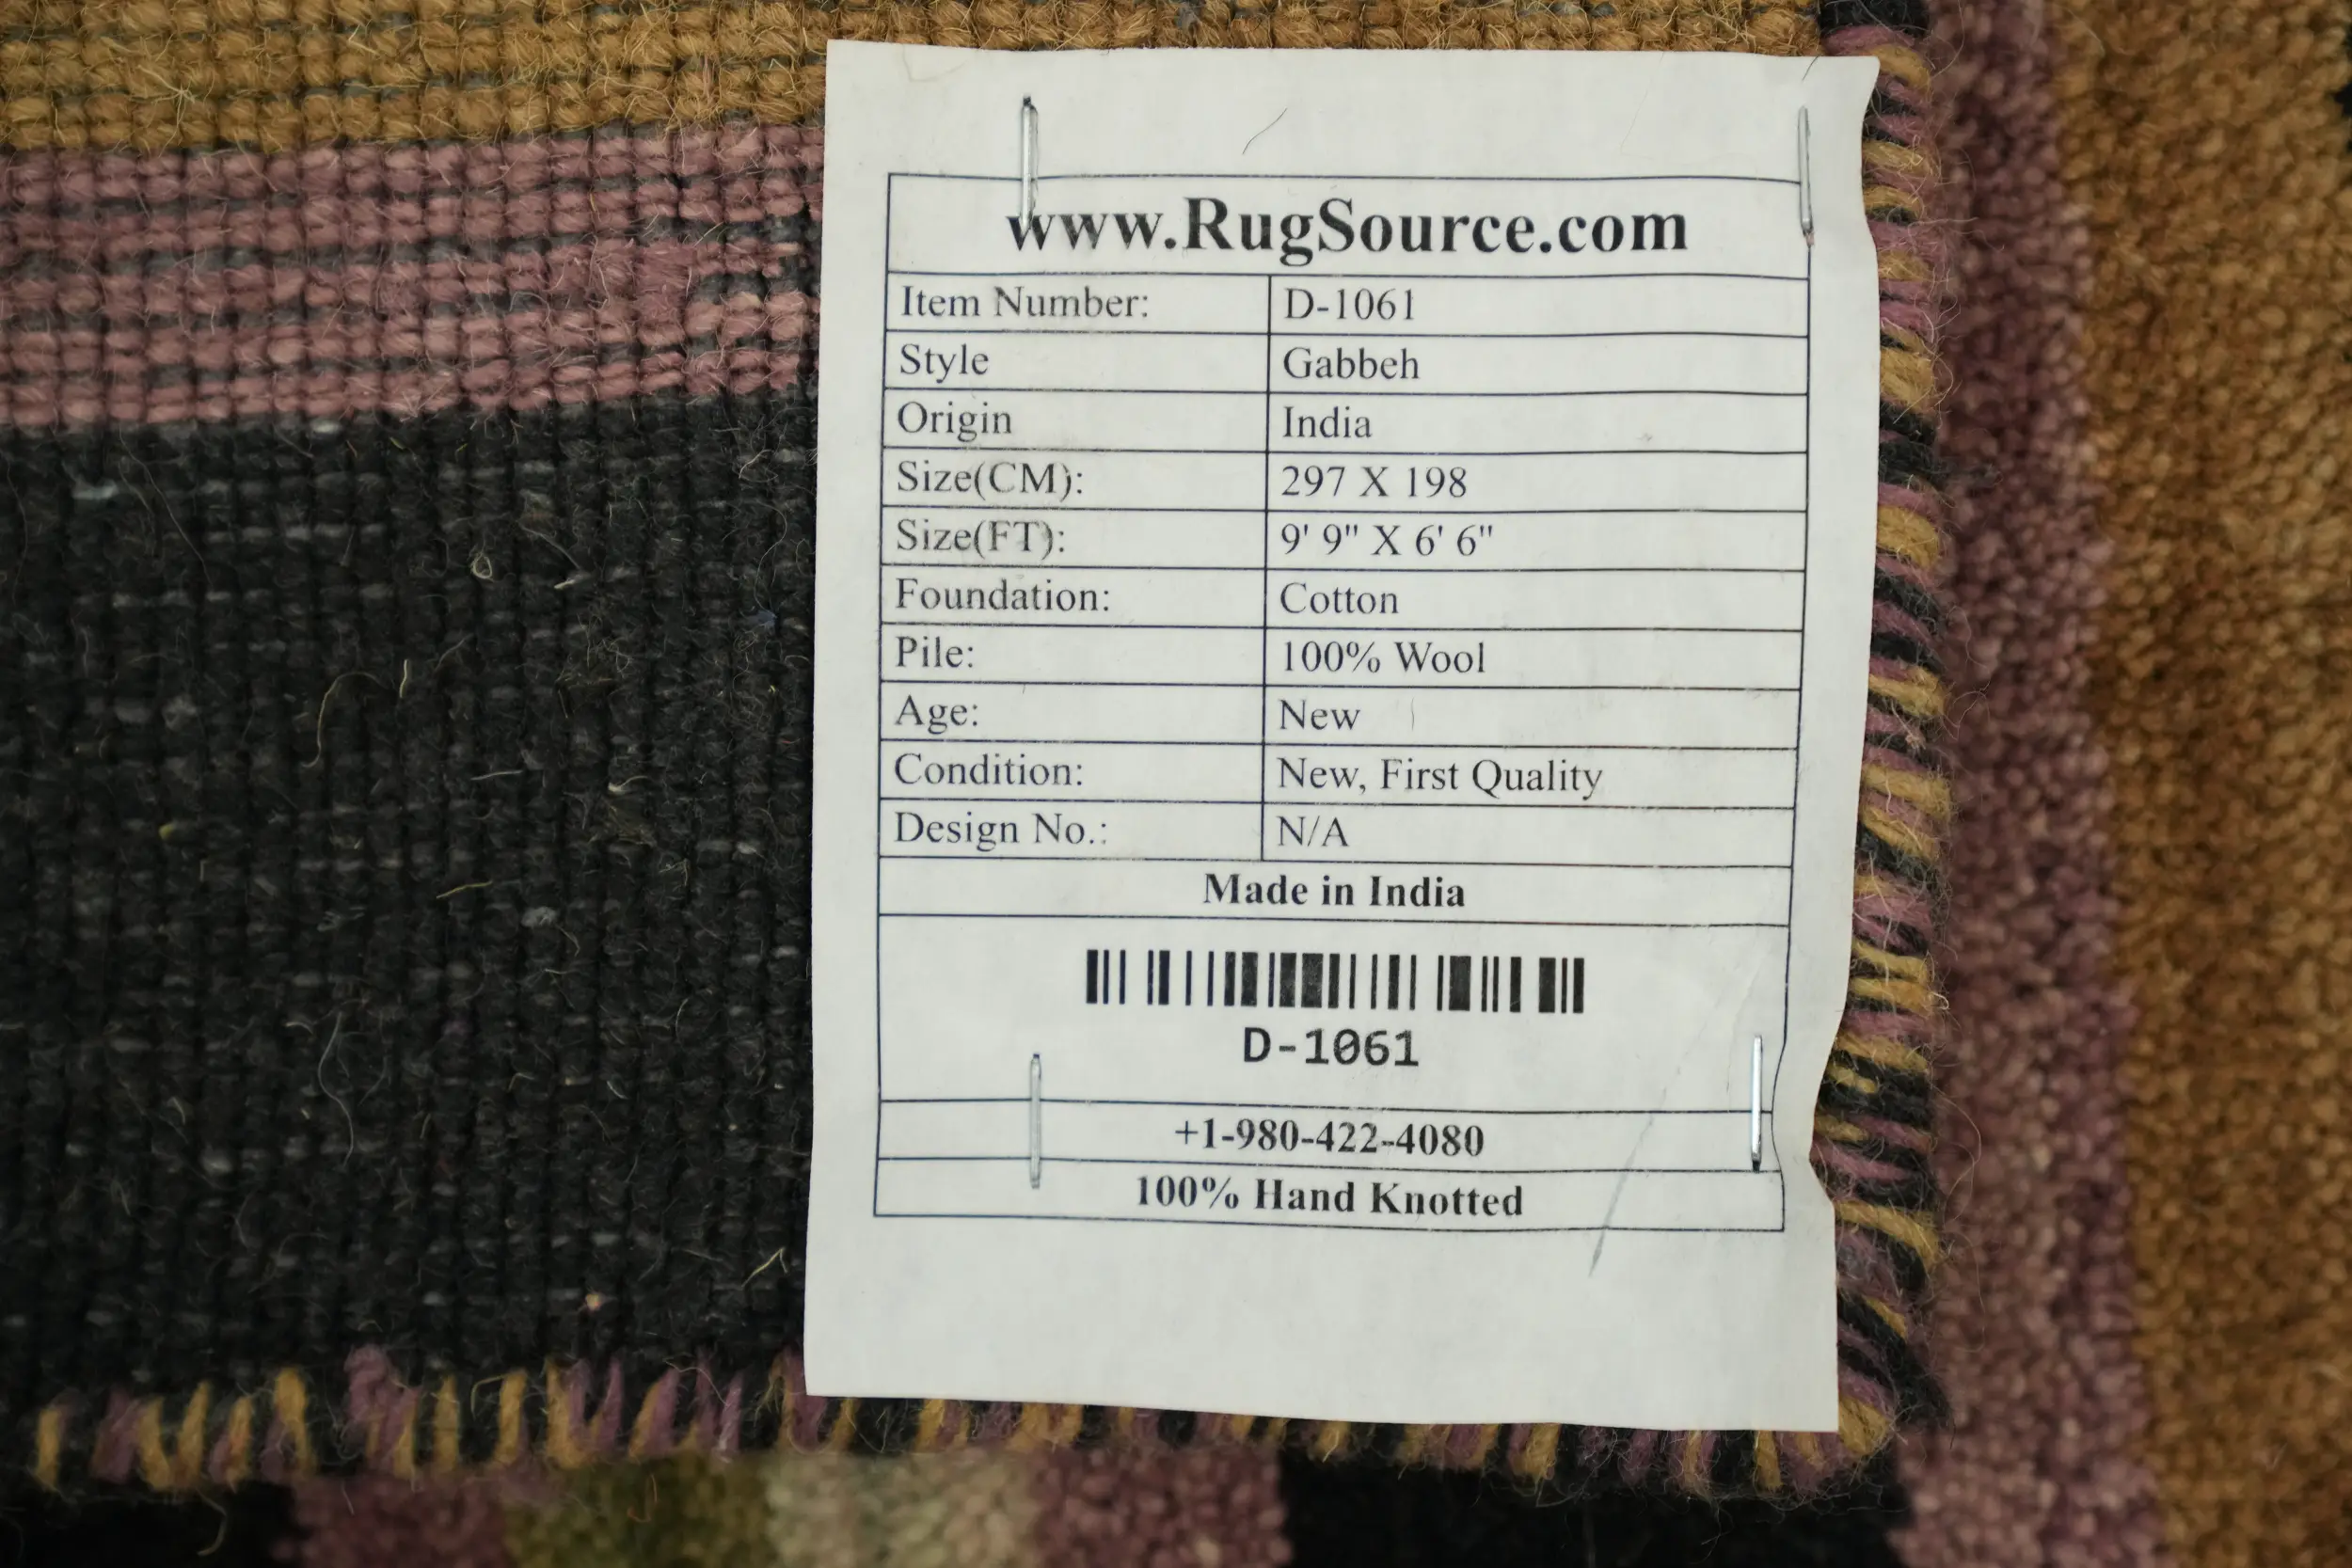 www.RugSource.com
Item Number: D-1061
Style Gabbeh
Origin India
Size(CM): 297 X 198
Size(FT): 9' 9" X 6' 6"
Foundation: Cotton
Pile: 100% Wool
Age: New
Condition: New, First Quality
Design No.: N/A
Made in India
D-1061
+1-980-422-4080
100% Hand Knotted